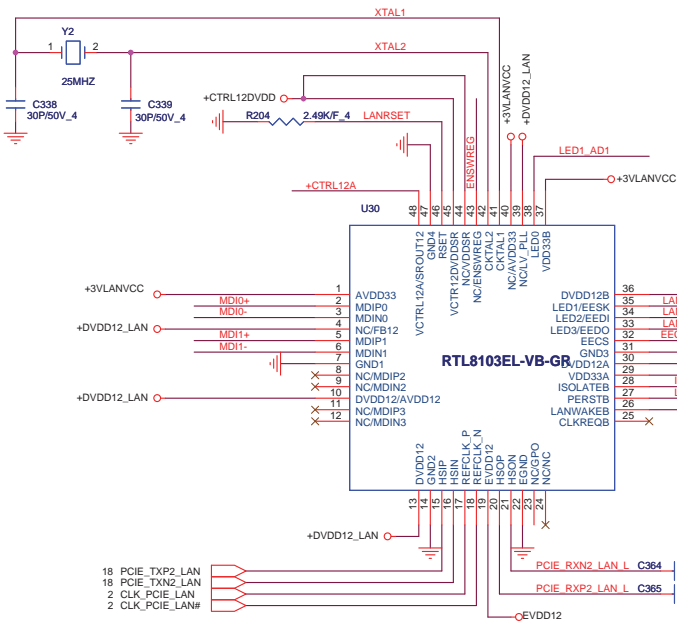 XTAL1
Y2
1 2
XTAL2
25MHZ
C338
30P/50V_4
C339
30P/50V_4
+CTRL12DVDD
R204 2.49K/F_4 LANRSET
ENSWREG
+3VLANVCC
+DVDD12_LAN
LED1_AD1
+3VLANVCC
+CTRL12A
U30
48 47 46 45 44 43 42 41 40 39 38 37
VCTRL12A/SROUT12
GND4
RSET
VCTR12DVDDSR
NC/VDDSR
NC/ENSWREG
CKTAL2
CKTAL1
NC/AVDD33
NC/LV_PLL
LED0
VDD33B
+3VLANVCC 1 AVDD33
MDI0+ 2 MDIP0
MDI0- 3 MDIN0
+DVDD12_LAN 4 NC/FB12
MDI1+ 5 MDIP1
MDI1- 6 MDIN1
7 GND1
8 NC/MDIP2
9 NC/MDIN2
+DVDD12_LAN 10 DVDD12/AVDD12
11 NC/MDIP3
12 NC/MDIN3
RTL8103EL-VB-GR
DVDD12B 36
LED1/EESK 35
LED2/EEDI 34
LED3/EEDO 33
EECS 32
GND3 31
DVDD12A 30
VDD33A 29
ISOLATEB 28
PERSTB 27
LANWAKEB 26
CLKREQB 25
DVDD12
GND2
HSIP
HSIN
REFCLK_P
REFCLK_N
EVDD12
HSOP
HSON
EGND
NC/GPO
NC/NC
13 14 15 16 17 18 19 20 21 22 23 24
+DVDD12_LAN
18 PCIE_TXP2_LAN
18 PCIE_TXN2_LAN
2 CLK_PCIE_LAN
2 CLK_PCIE_LAN#
PCIE_RXN2_LAN_L C364
PCIE_RXP2_LAN_L C365
EVDD12